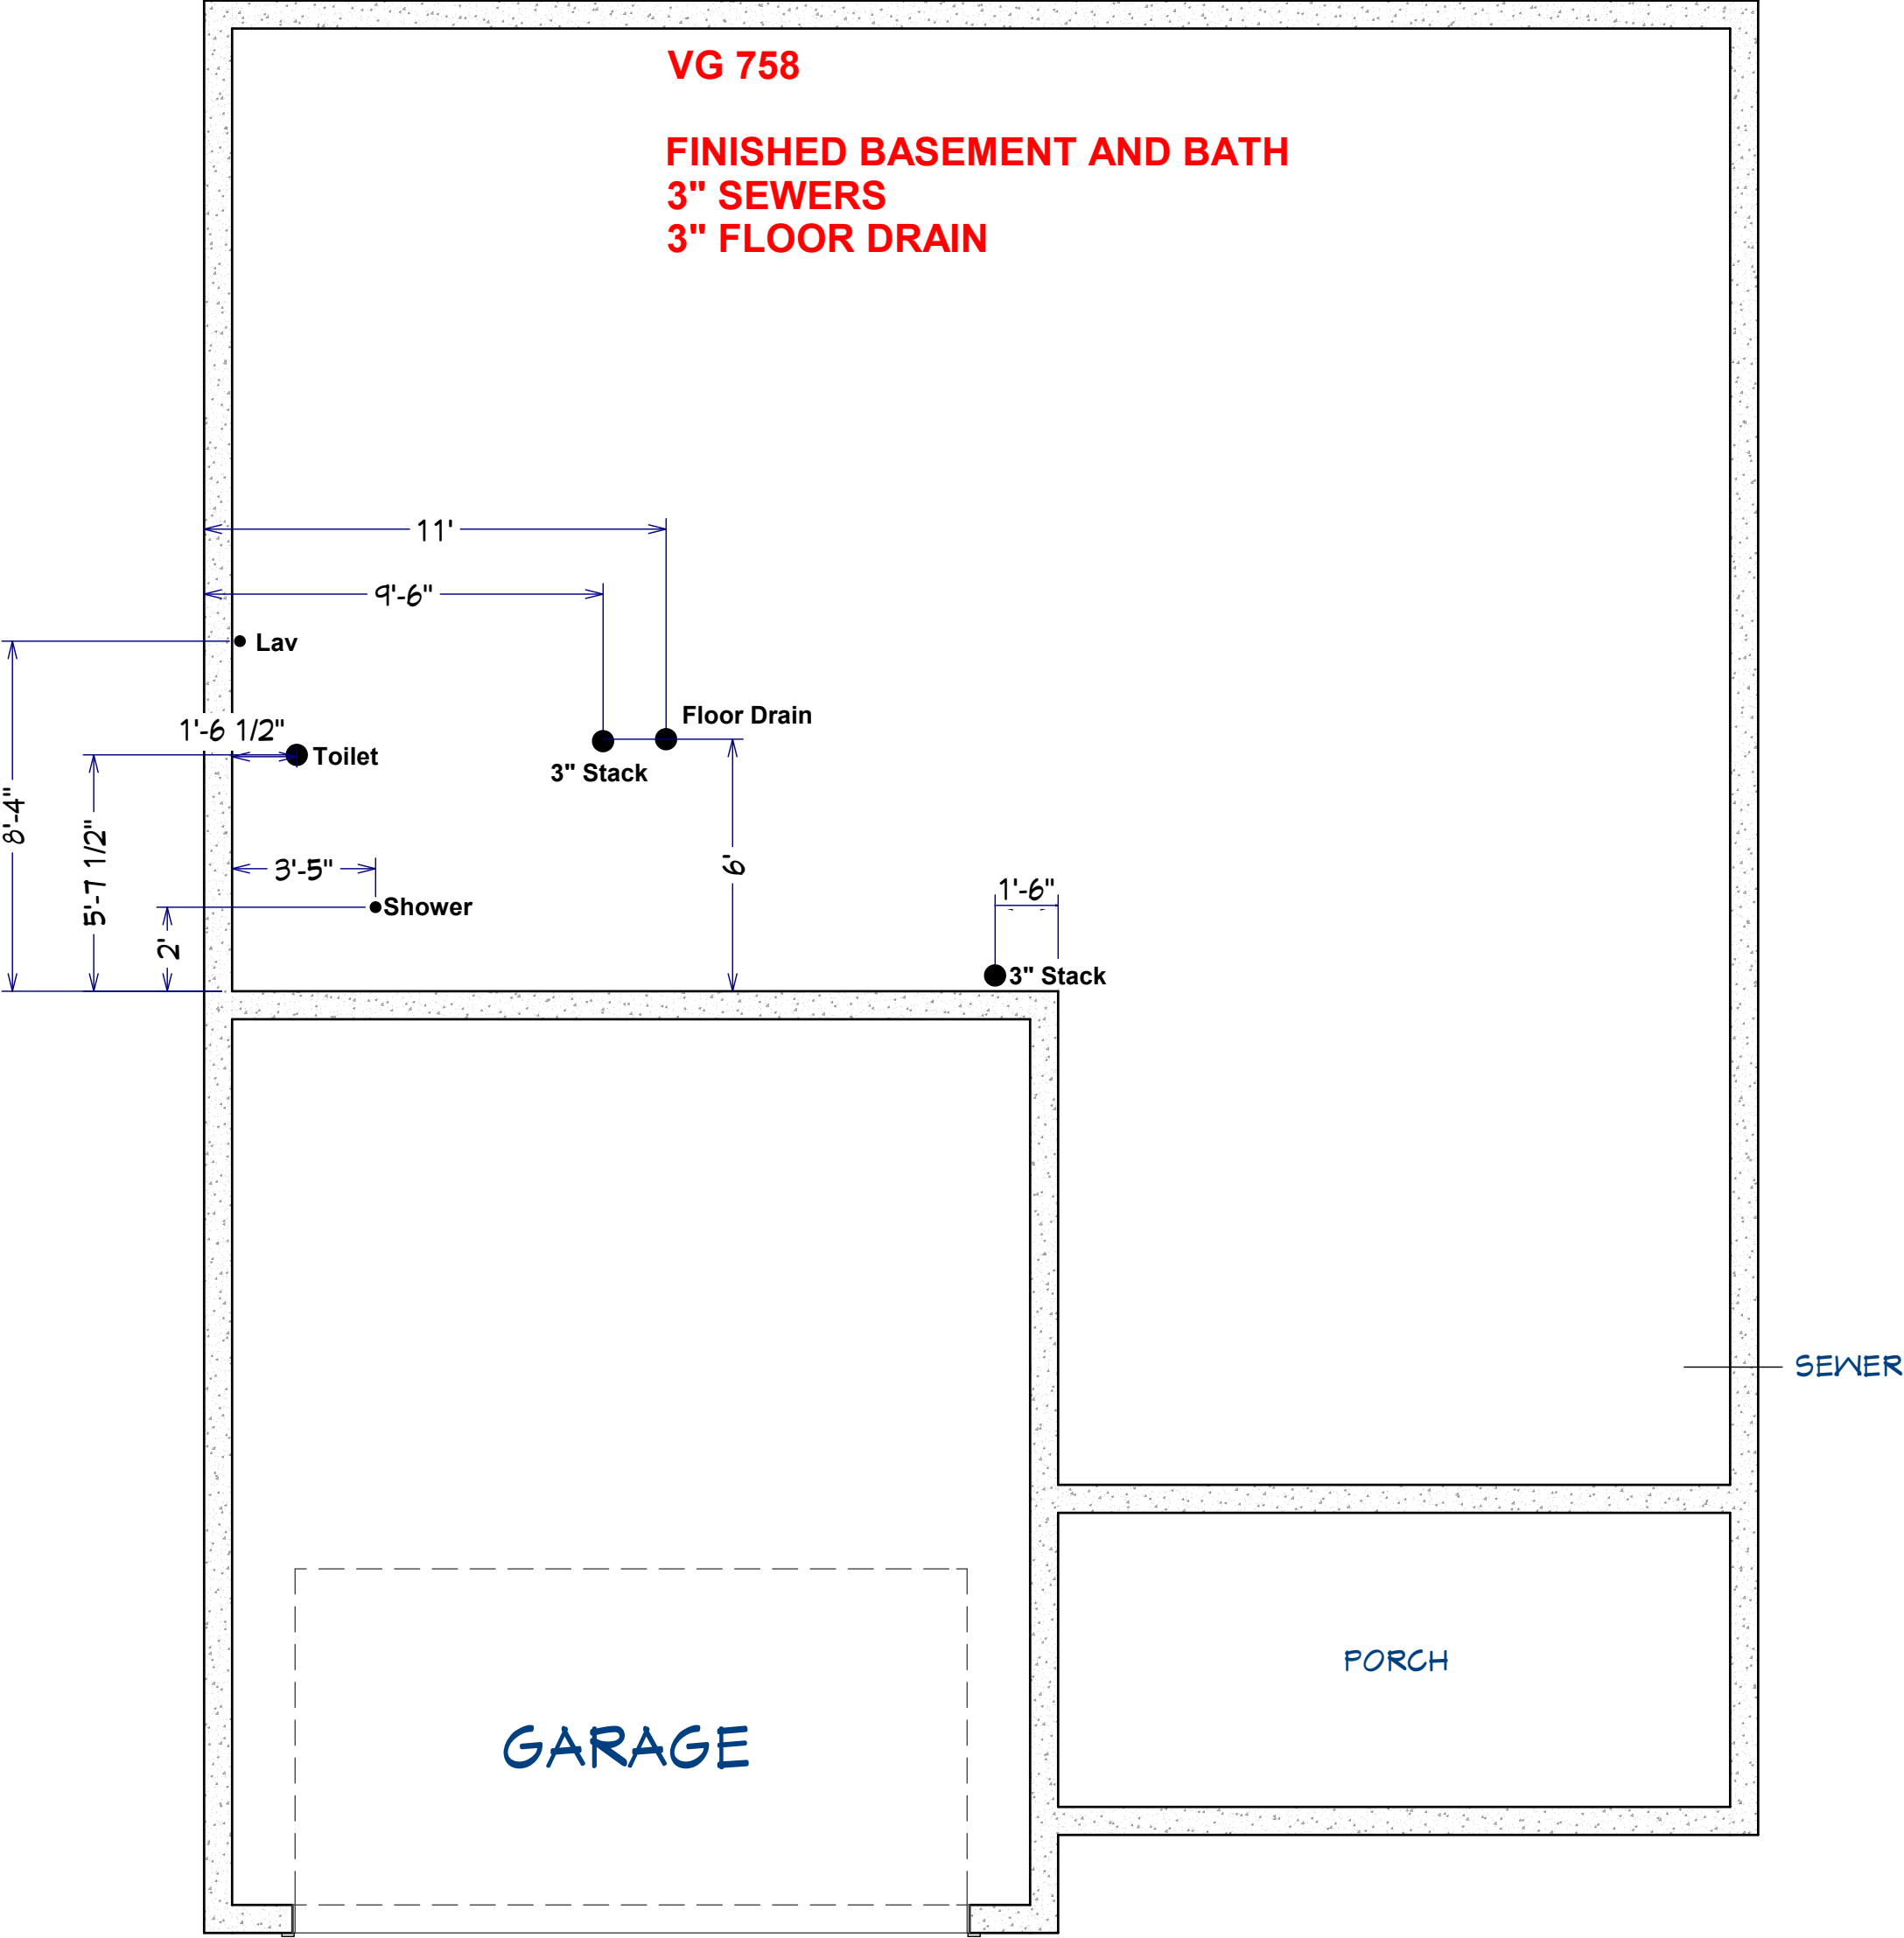 VG 758
FINISHED BASEMENT AND BATH
3" SEWERS
3" FLOOR DRAIN
11'
9'-6"
Lav
Floor Drain
1'-6 1/2"
Toilet
3" Stack
8'-4"
5'-7 1/2"
3'-5"
6'
1'-6"
Shower
2'
3" Stack
SEWER
PORCH
GARAGE